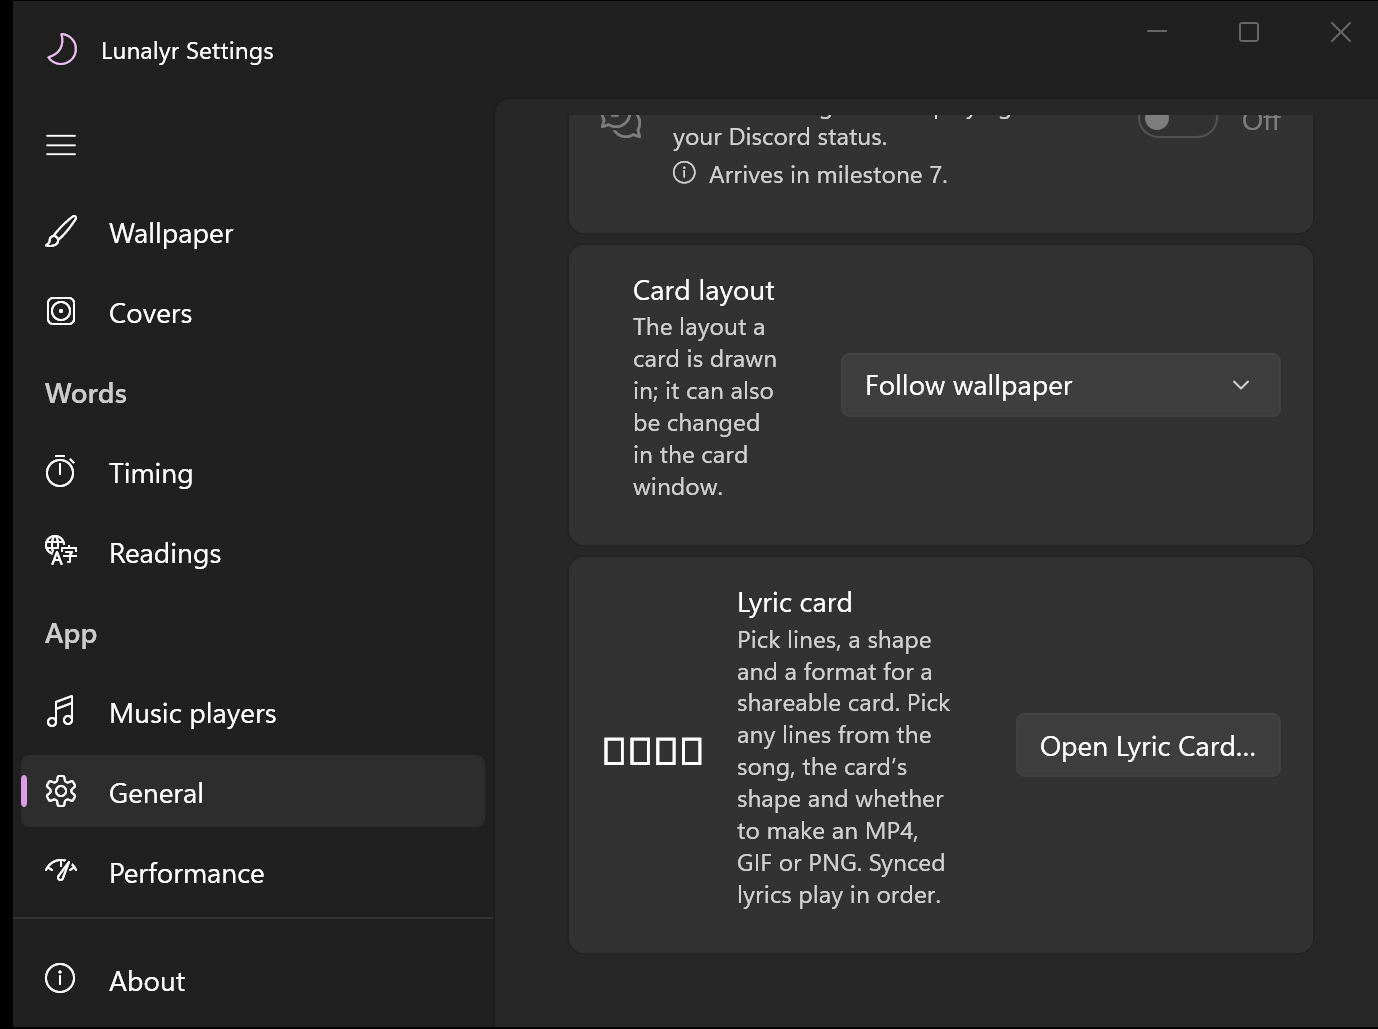 Lunalyr Settings
Wallpaper
Covers
Words
Timing
Readings
App
Music players
General
Performance
About
your Discord status.
Off
Arrives in milestone 7.
Card layout
The layout a
card is drawn
in; it can also
be changed
in the card
window.
Follow wallpaper
Lyric card
Pick lines, a shape
and a format for a
shareable card. Pick
any lines from the
song, the card’s
shape and whether
to make an MP4,
GIF or PNG. Synced
lyrics play in order.
Open Lyric Card...